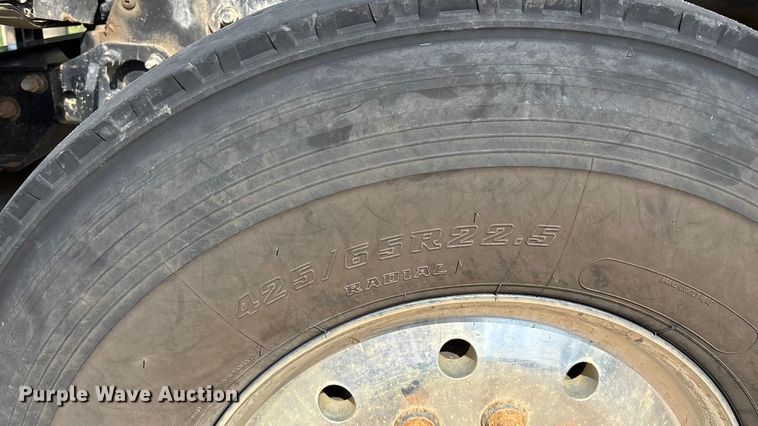 425/65R22.5
RADIAL
Purple Wave Auction